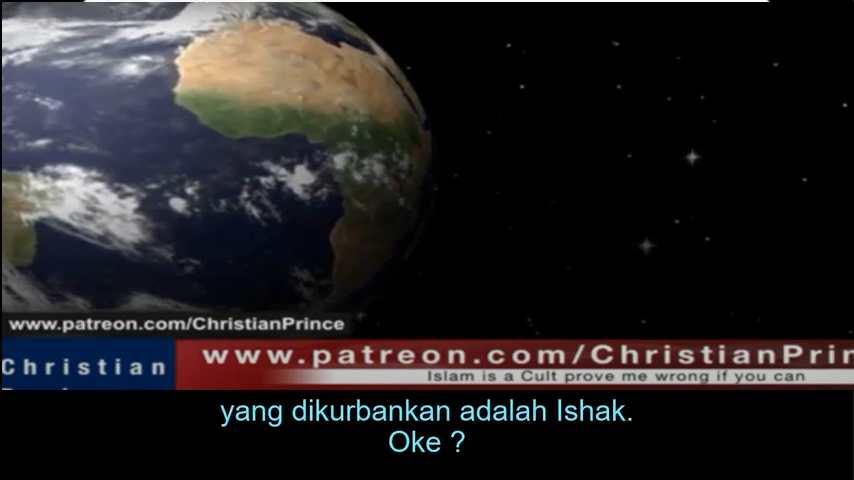 www.patreon.com/ChristianPrince
Christian
www.patreon.com/ChristianPrin
Islam is a Cult prove me wrong if you can
yang dikurbankan adalah Ishak.
Oke ?